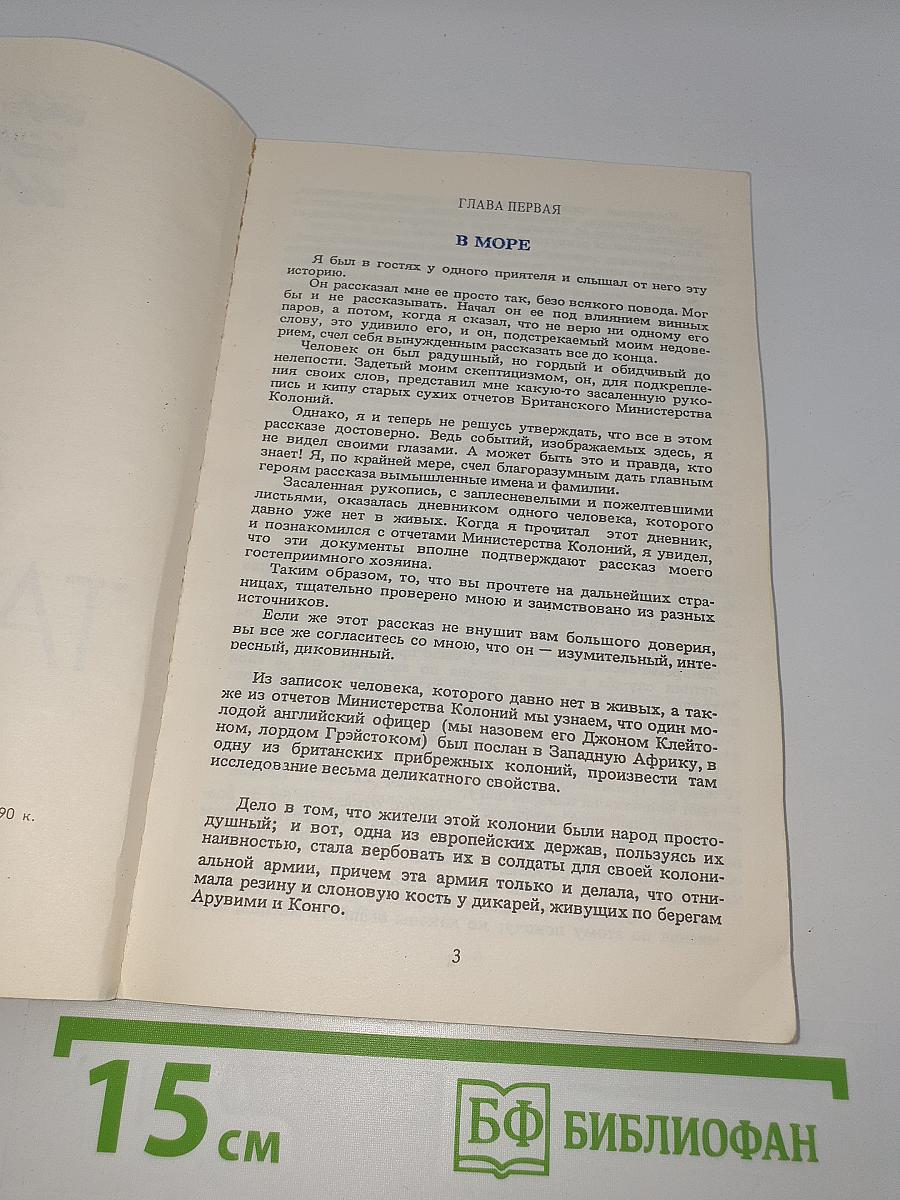 ГЛАВА ПЕРВАЯ
В МОРЕ
Я был в гостях у одного приятеля и слышал от него эту
историю.
Он рассказал мне ее просто так, безо всякого повода. Мог
бы и не рассказывать. Начал он ее под влиянием винных
паров, а потом, когда я сказал, что не верю ни одному его
слову, это удивило его, и он, подстрекаемый моим недове-
рием, счел себя вынужденным рассказать все до конца.
Человек он был радушный, но гордый и обидчивый до
нелепости. Задетый моим скептицизмом, он, для подкрепле-
ния своих слов, представил мне какую-то засаленную руко-
пись и кипу старых сухих отчетов Британского Министерства
Колоний.
Однако, я и теперь не решусь утверждать, что все в этом
рассказе достоверно. Ведь событий, изображаемых здесь, я
не видел своими глазами. А может быть это и правда, кто
знает! Я, по крайней мере, счел благоразумным дать главным
героям рассказа вымышленные имена и фамилии.
Засаленная рукопись, с заплесневелыми и пожелтевшими
листьями, оказалась дневником одного человека, которого
давно уже нет в живых. Когда я прочитал этот дневник,
и познакомился с отчетами Министерства Колоний, я увидел,
что эти документы вполне подтверждают рассказ моего
гостеприимного хозяина.
Таким образом, то, что вы прочтете на дальнейших стра-
ницах, тщательно проверено мною и заимствовано из разных
источников.
Если же этот рассказ не внушит вам большого доверия,
вы все же согласитесь со мною, что он — изумительный, инте-
ресный, диковинный.
Из записок человека, которого давно нет в живых, а так-
же из отчетов Министерства Колоний мы узнаем, что один мо-
лодой английский офицер (мы назовем его Джоном Клейто-
ном, лордом Грэйстоком) был послан в Западную Африку, в
одну из британских прибрежных колоний, произвести там
исследование весьма деликатного свойства.
Дело в том, что жители этой колонии были народ просто-
душный; и вот, одна из европейских держав, пользуясь их
наивностью, стала вербовать их в солдаты для своей колони-
альной армии, причем эта армия только и делала, что отни-
мала резину и слоновую кость у дикарей, живущих по берегам
Арувими и Конго.
3
90 к.
15 см
БФ БИБЛИОФАН